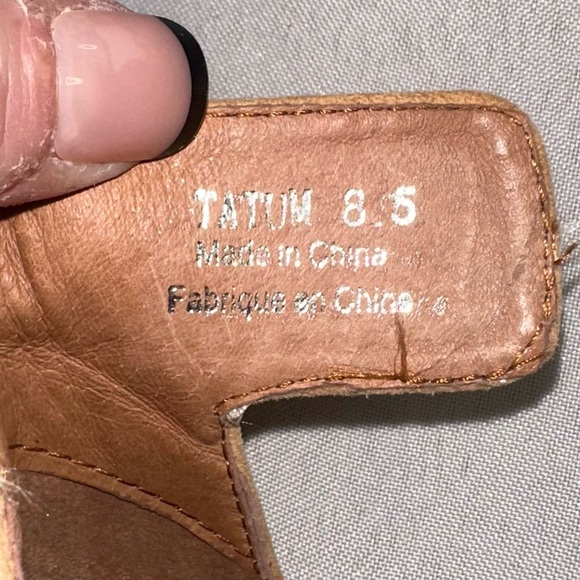 TATUM 8.5
Made in China
Fabrique en Chine